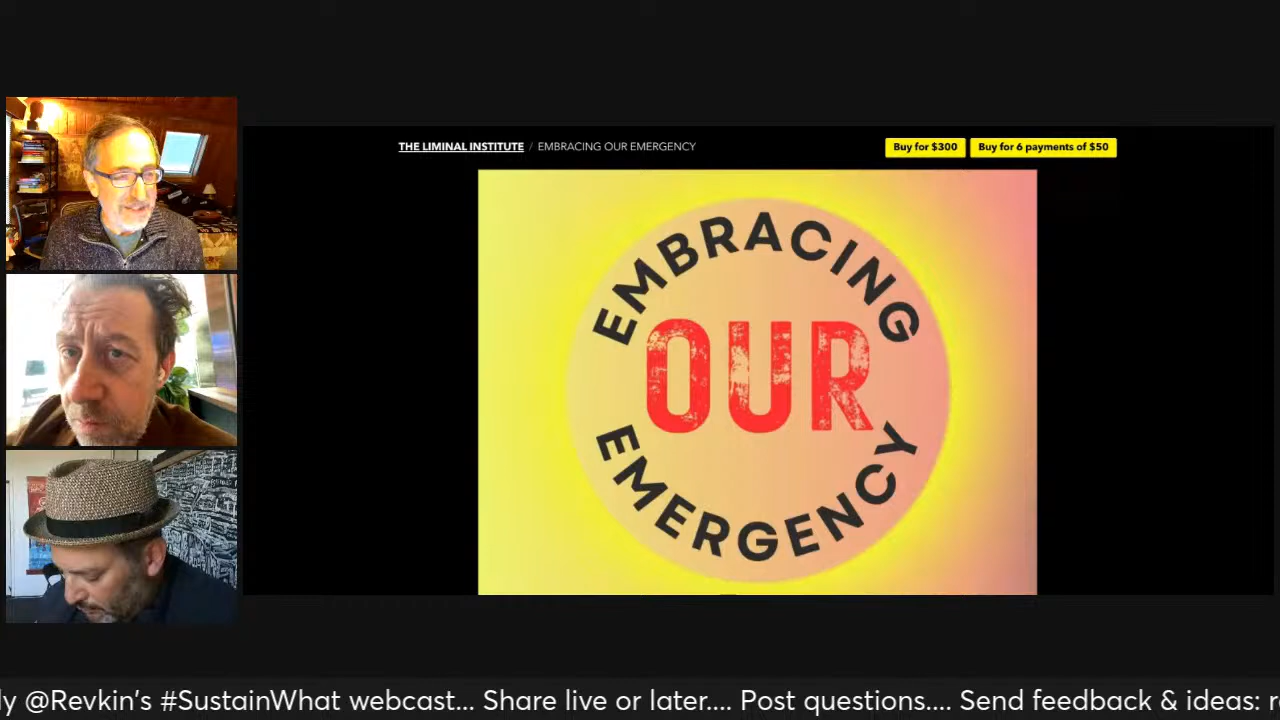 THE LIMINAL INSTITUTE / EMBRACING OUR EMERGENCY
Buy for $300
Buy for 6 payments of $50
EMBRACING
OUR
EMERGENCY
@Revkin's #SustainWhat webcast... Share live or later.... Post questions.... Send feedback & ideas: